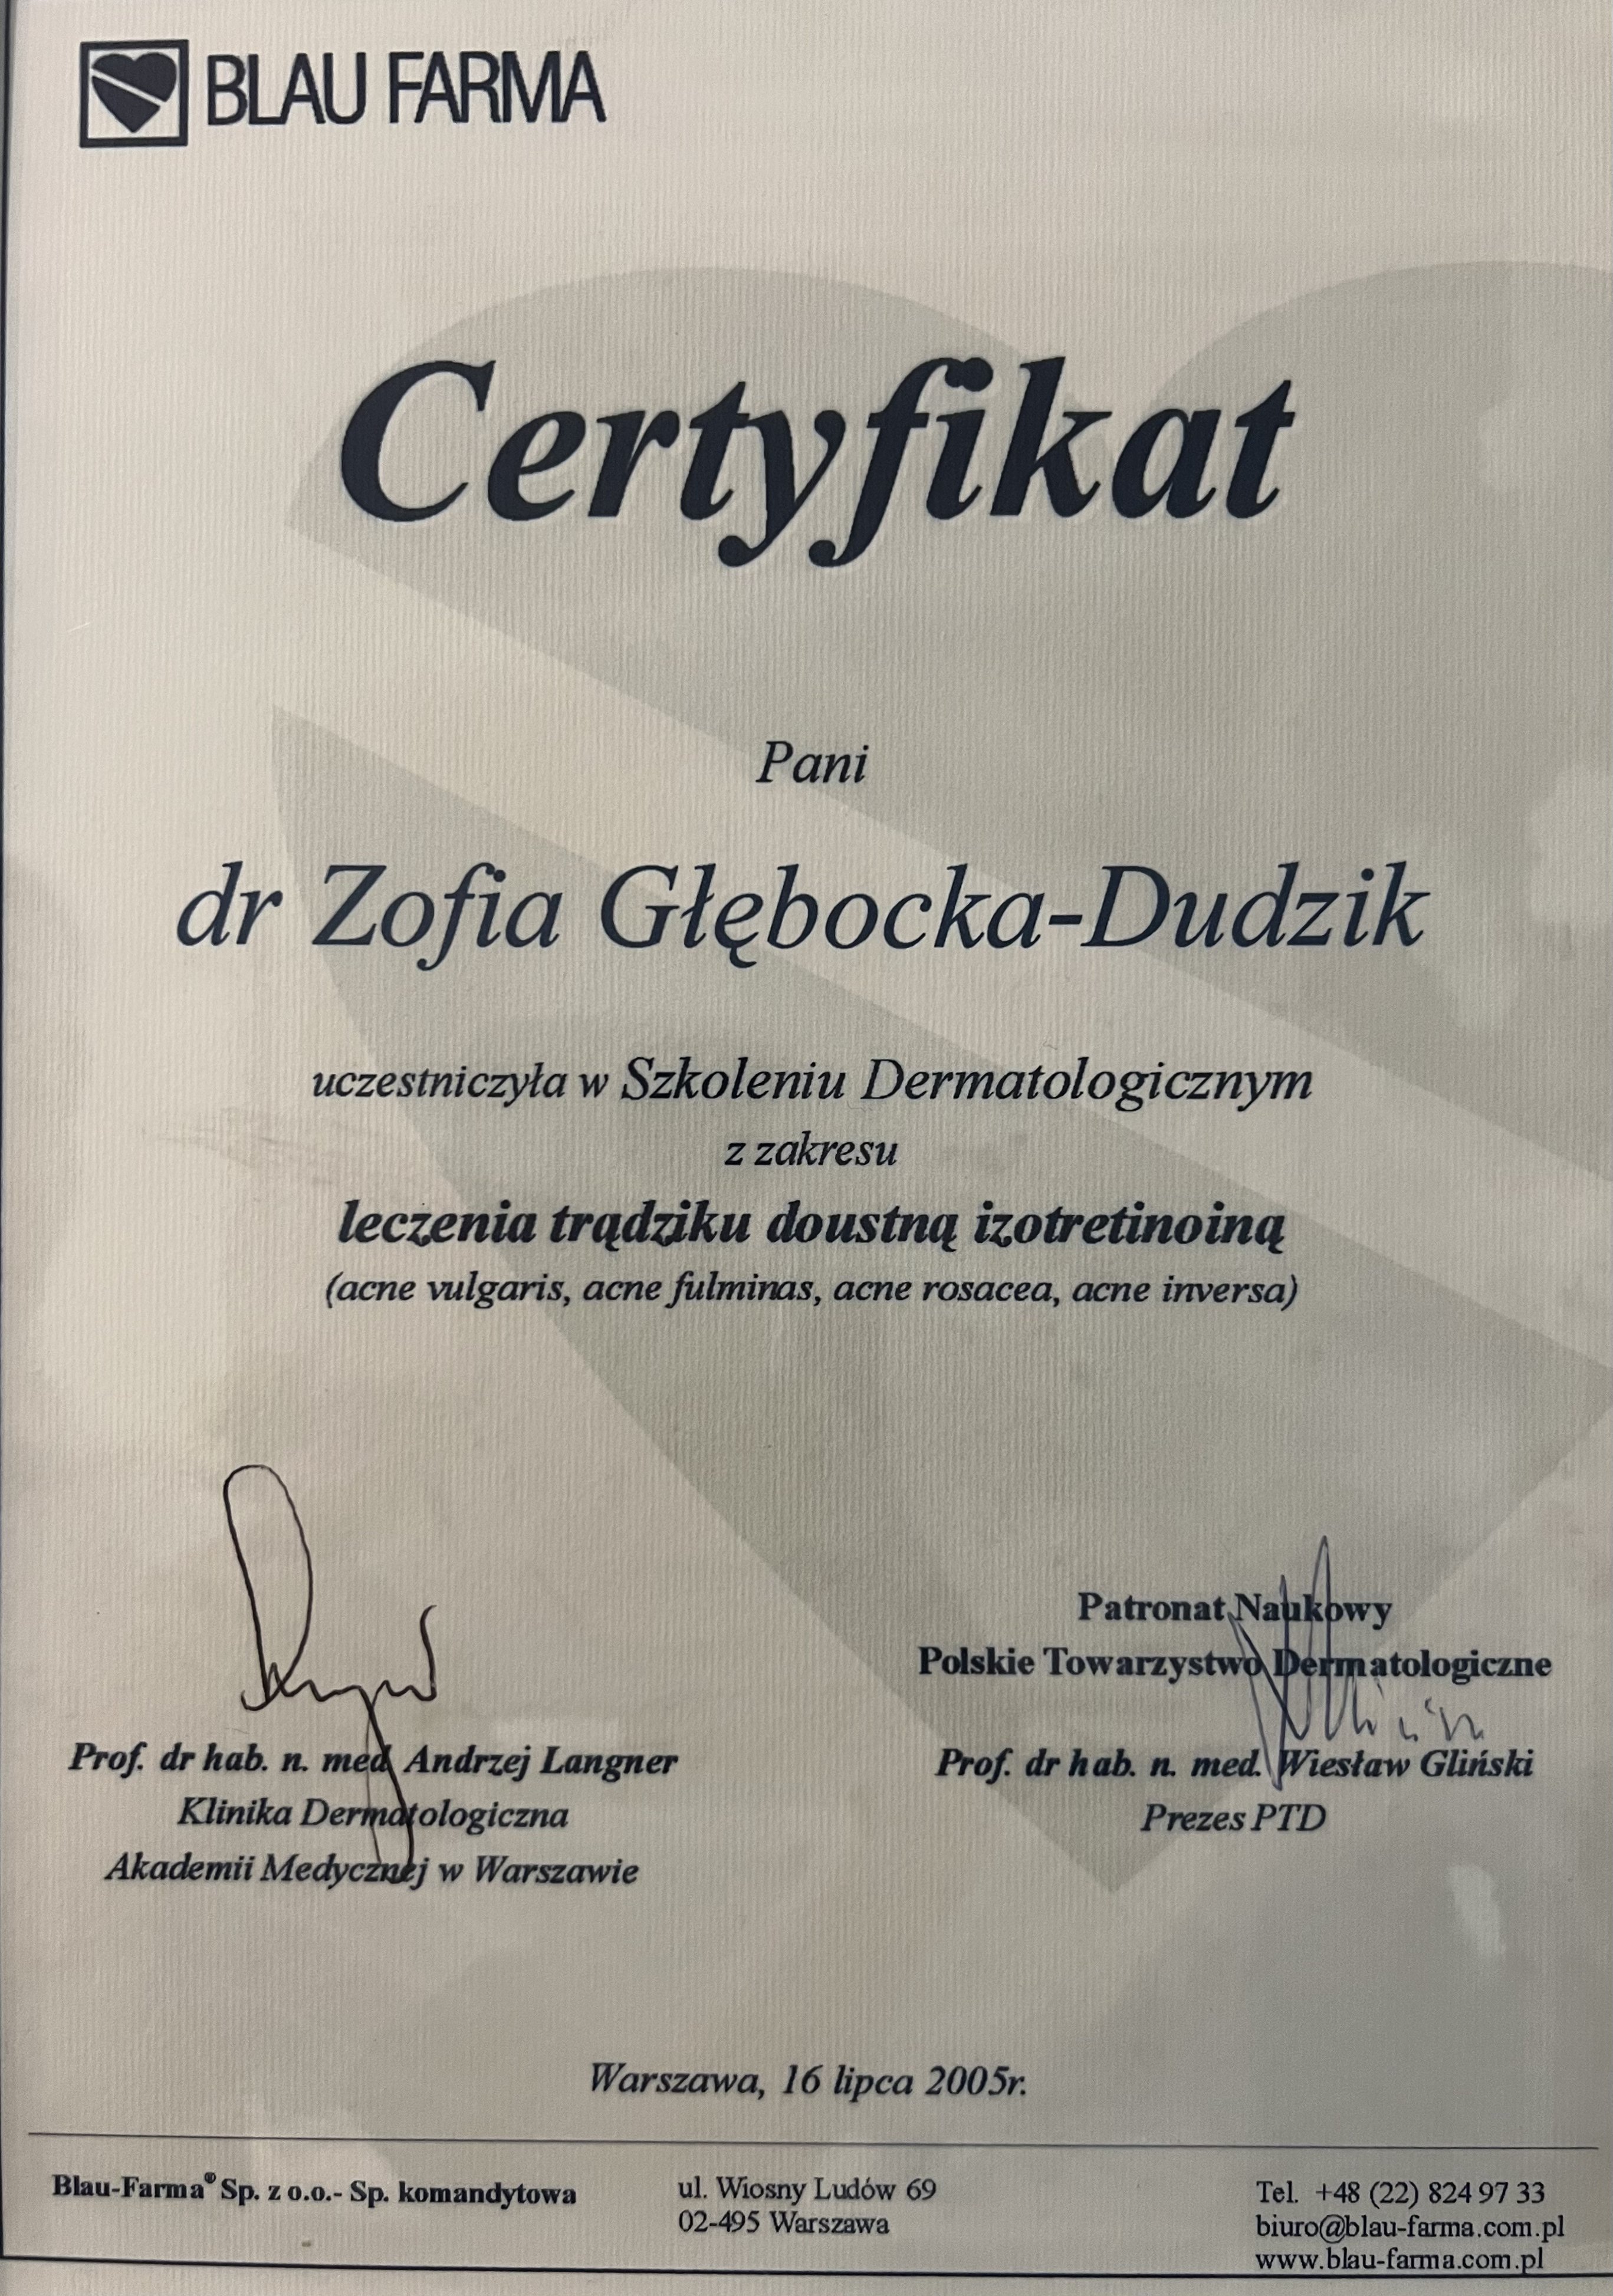 BLAU FARMA
Certyfikat
Pani
dr Zofia Głębocka-Dudzik
uczestniczyła w Szkoleniu Dermatologicznym
z zakresu
leczenia trądziku doustną izotretinoiną
(acne vulgaris, acne fulminas, acne rosacea, acne inversa)
Prof. dr hab. n. med. Andrzej Langner
Klinika Dermatologiczna
Akademii Medycznej w Warszawie
Patronat Naukowy
Polskie Towarzystwo Dermatologiczne
Prof. dr hab. n. med. Wiesław Gliński
Prezes PTD
Warszawa, 16 lipca 2005r.
Blau-Farma® Sp. z o.o.- Sp. komandytowa
ul. Wiosny Ludów 69
02-495 Warszawa
Tel. +48 (22) 824 97 33
biuro@blau-farma.com.pl
www.blau-farma.com.pl